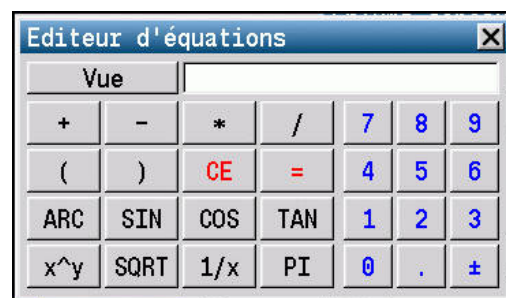 Editeur d'équations
Vue
+ - * / 7 8 9
( ) CE = 4 5 6
ARC SIN COS TAN 1 2 3
x^y SQRT 1/x PI 0 . ±